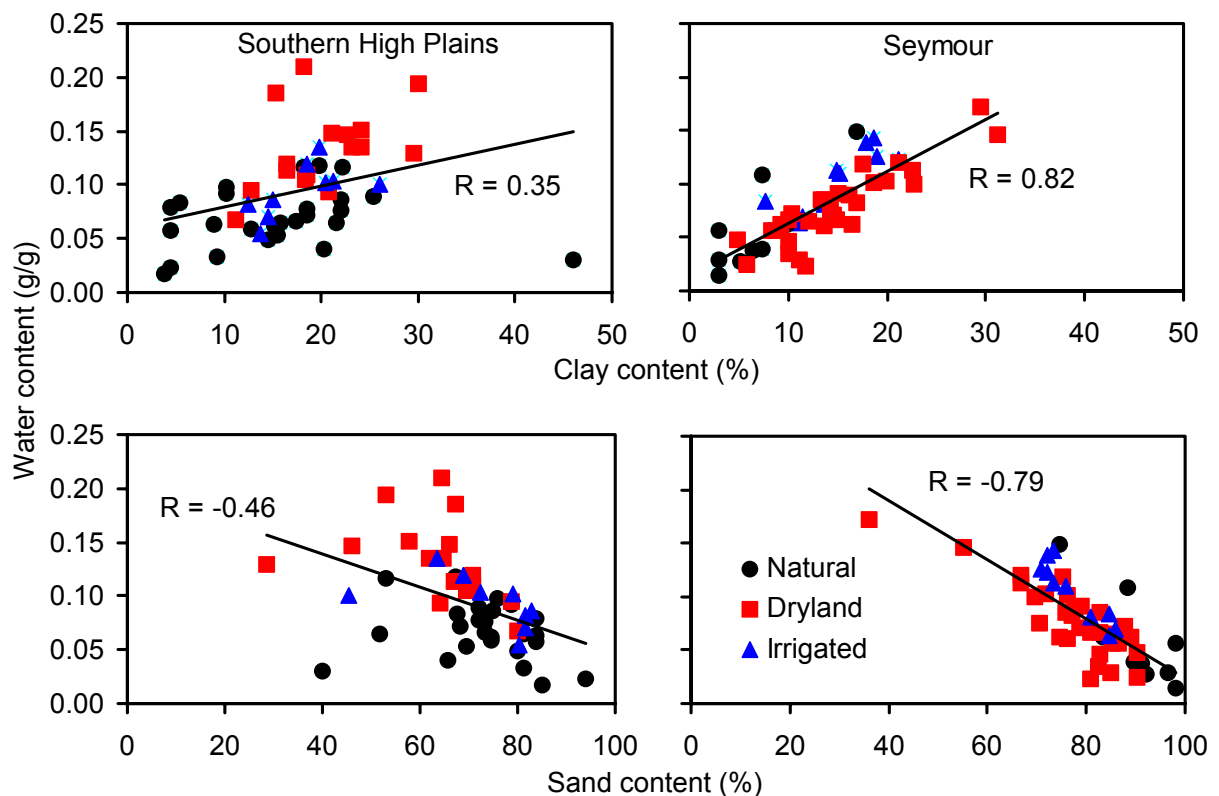 Southern High Plains
Seymour
0.25
0.20
0.15
0.10
0.05
0.00
R = 0.35
R = 0.82
0 10 20 30 40 50
0 10 20 30 40 50
Clay content (%)
Water content (g/g)
0.25
0.20
0.15
0.10
0.05
0.00
R = -0.46
R = -0.79
Natural
Dryland
Irrigated
0 20 40 60 80 100
0 20 40 60 80 100
Sand content (%)